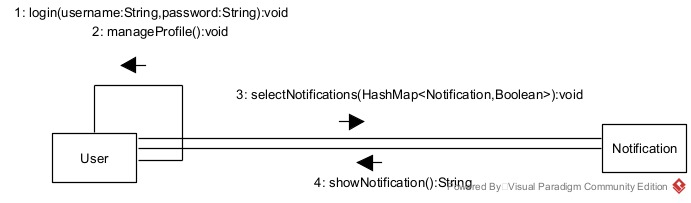 1: login(username:String,password:String):void
2: manageProfile():void
3: selectNotifications(HashMap<Notification,Boolean>):void
User
Notification
4: showNotification():String
Powered By Visual Paradigm Community Edition